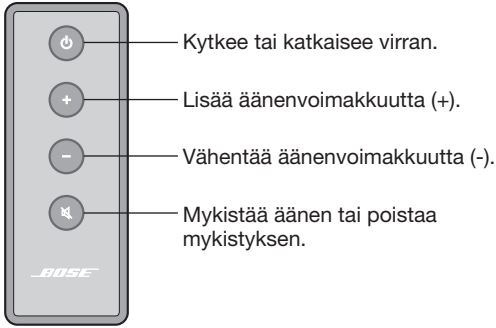 Kytkee tai katkaisee virran.
+
Lisää äänenvoimakkuutta (+).
-
Vähentää äänenvoimakkuutta (-).
Mykistää äänen tai poistaa
mykistyksen.
BOSE